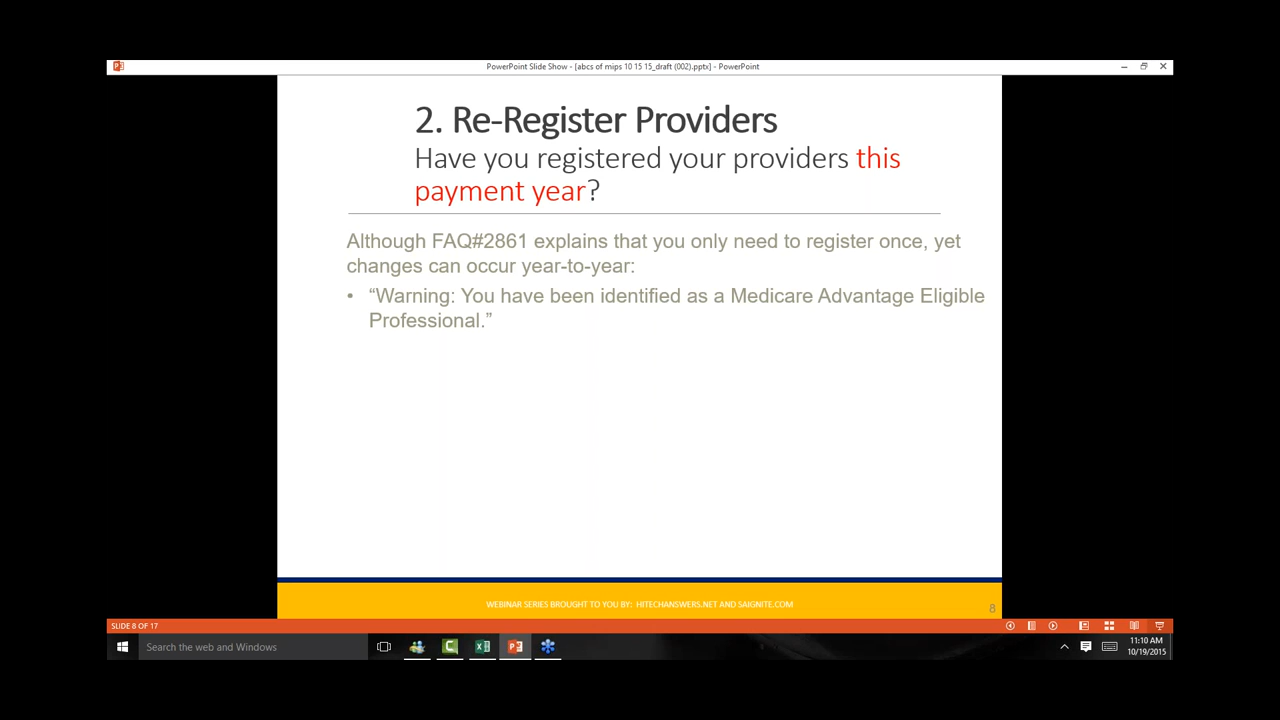 PowerPoint Slide Show - [abcs of mips 10 15 15_draft (002).pptx] - PowerPoint
2. Re-Register Providers
Have you registered your providers this
payment year?
Although FAQ#2861 explains that you only need to register once, yet
changes can occur year-to-year:
• “Warning: You have been identified as a Medicare Advantage Eligible
Professional.”
WEBINAR SERIES BROUGHT TO YOU BY: HITECHANSWERS.NET AND SAIGNITE.COM
8
SLIDE 8 OF 17
Search the web and Windows
11:10 AM
10/19/2015